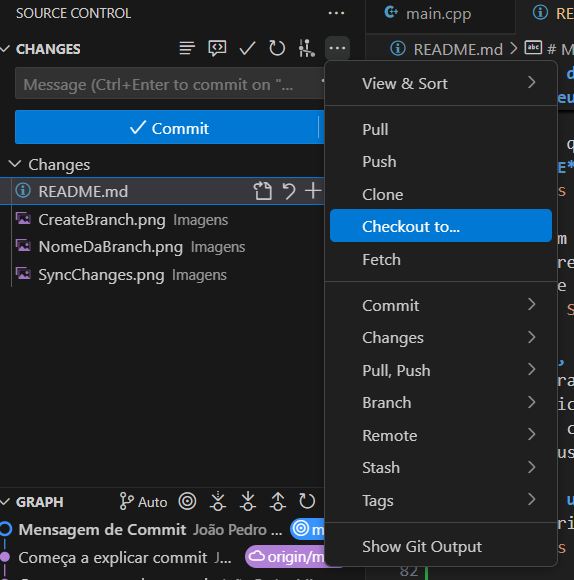 SOURCE CONTROL
main.cpp
RE
CHANGES
README.md
Message (Ctrl+Enter to commit on "...
Commit
Changes
README.md
CreateBranch.png Imagens
NomeDaBranch.png Imagens
SyncChanges.png Imagens
View & Sort
Pull
Push
Clone
Checkout to...
Fetch
Commit
Changes
Pull, Push
Branch
Remote
Stash
Tags
Show Git Output
GRAPH
Auto
Mensagem de Commit João Pedro ...
Começa a explicar commit J... origin/m
82